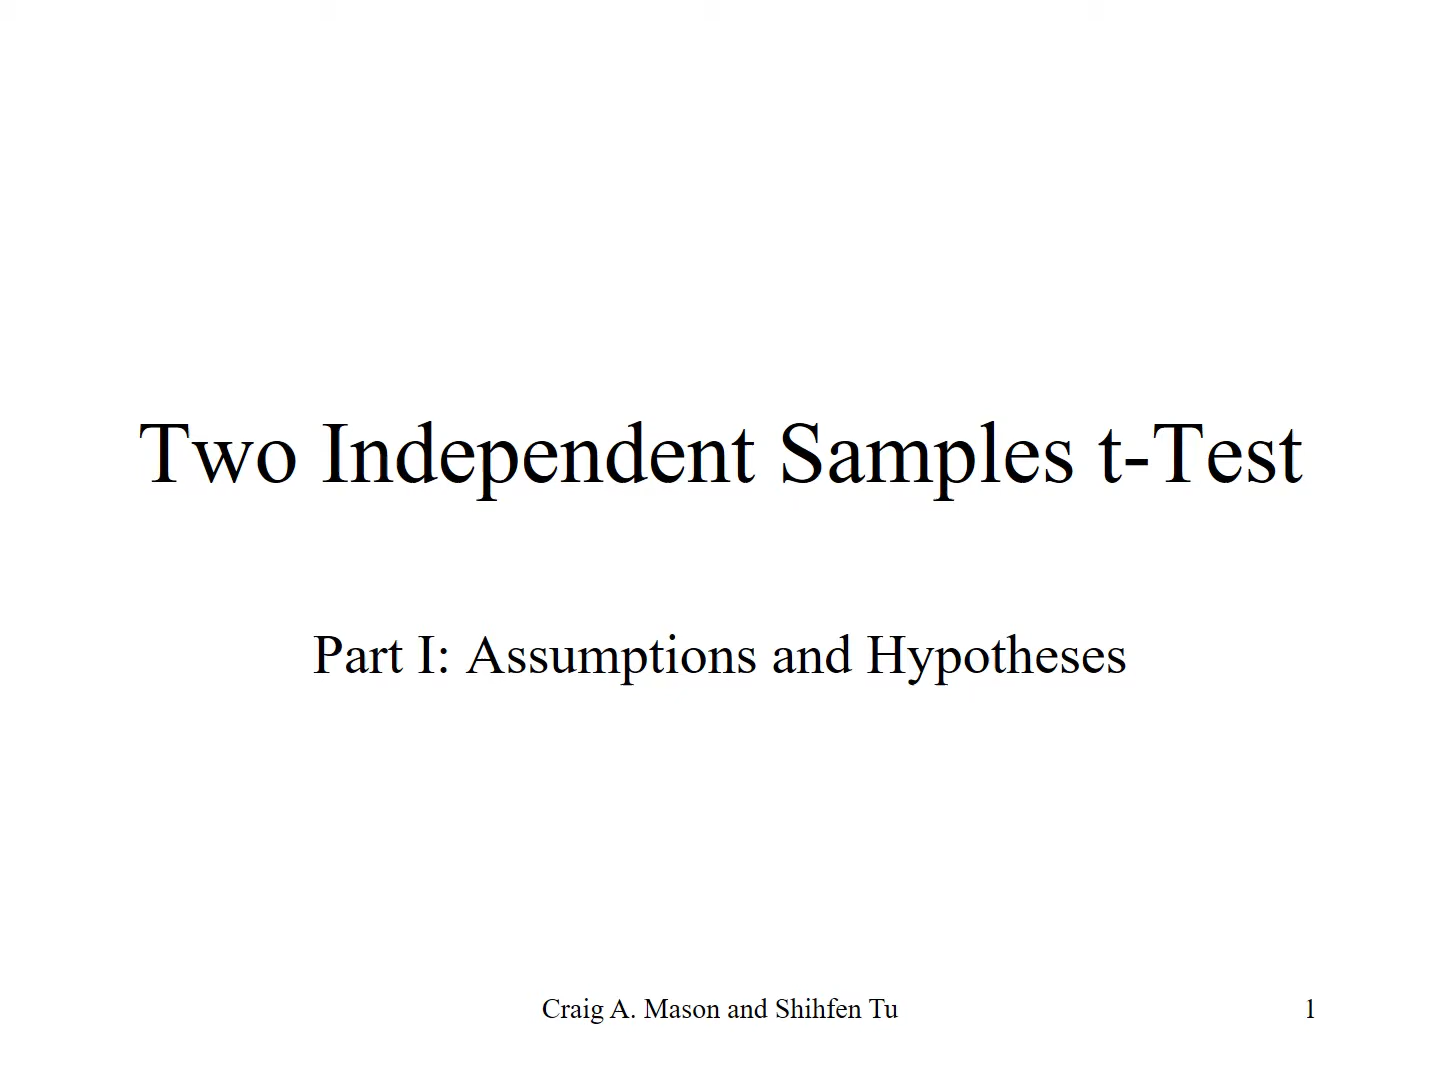 Two Independent Samples t-Test
Part I: Assumptions and Hypotheses
Craig A. Mason and Shihfen Tu
1